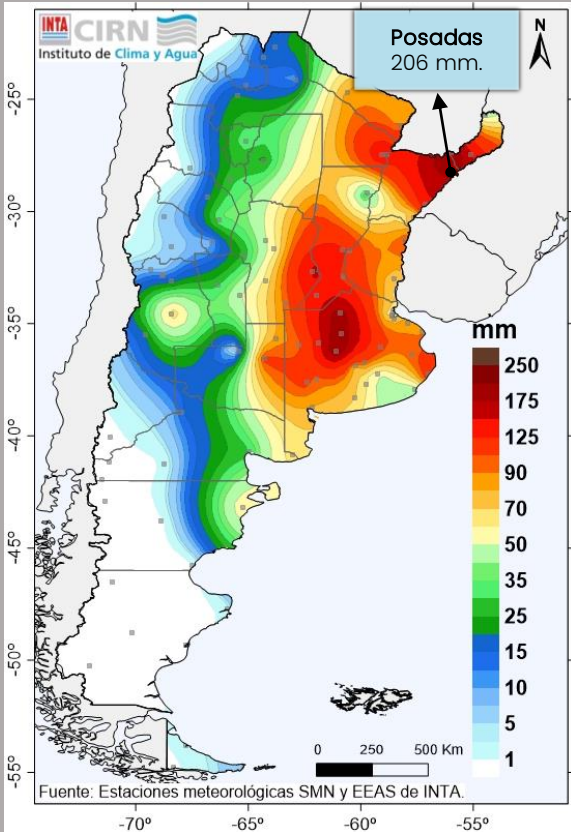 INTA CIRN
Instituto de Clima y Agua
Posadas
206 mm.
N
-25°
-30°
-35°
-40°
-45°
-50°
-55°
mm
250
175
125
90
70
50
35
25
15
10
5
1
0 250 500 Km
Fuente: Estaciones meteorológicas SMN y EEAS de INTA.
-70° -65° -60° -55°